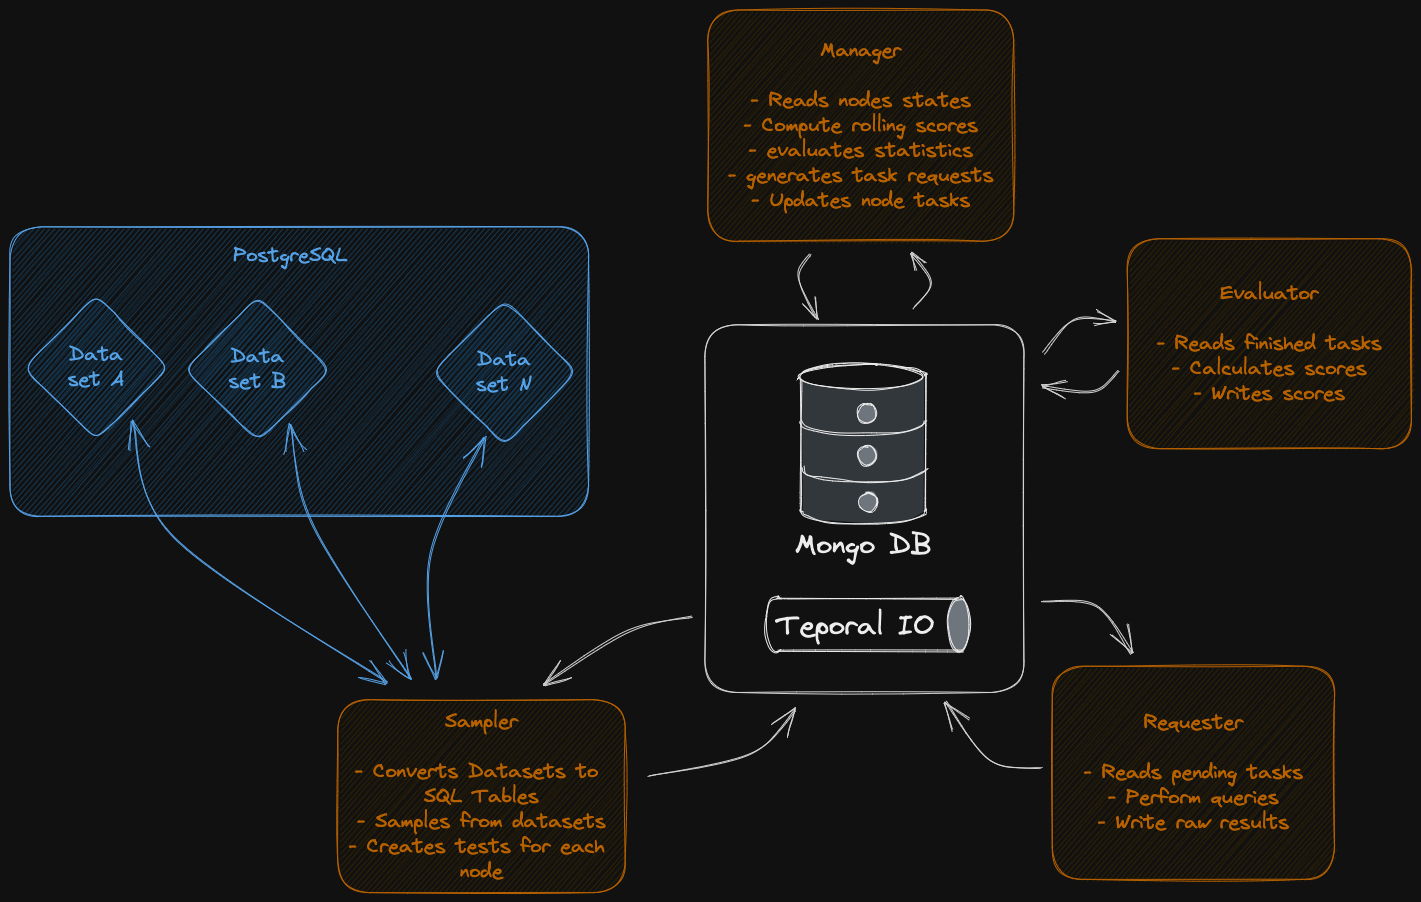 Manager
- Reads nodes states
- Compute rolling scores
- evaluates statistics
- generates task requests
- Updates node tasks
PostgreSQL
Data
set A
Data
set B
Data
set N
Evaluator
- Reads finished tasks
- Calculates scores
- Writes scores
Mongo DB
Teporal IO
Sampler
- Converts Datasets to
SQL Tables
- Samples from datasets
- Creates tests for each
node
Requester
- Reads pending tasks
- Perform queries
- Write raw results